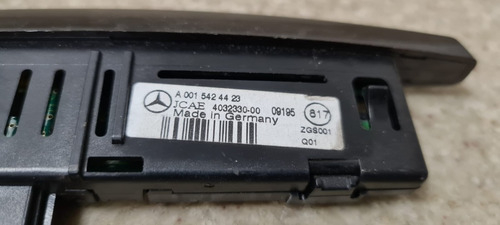 A 001 542 44 23
JCAE 4032330-00 09195 817
Made in Germany ZGS001
Q01